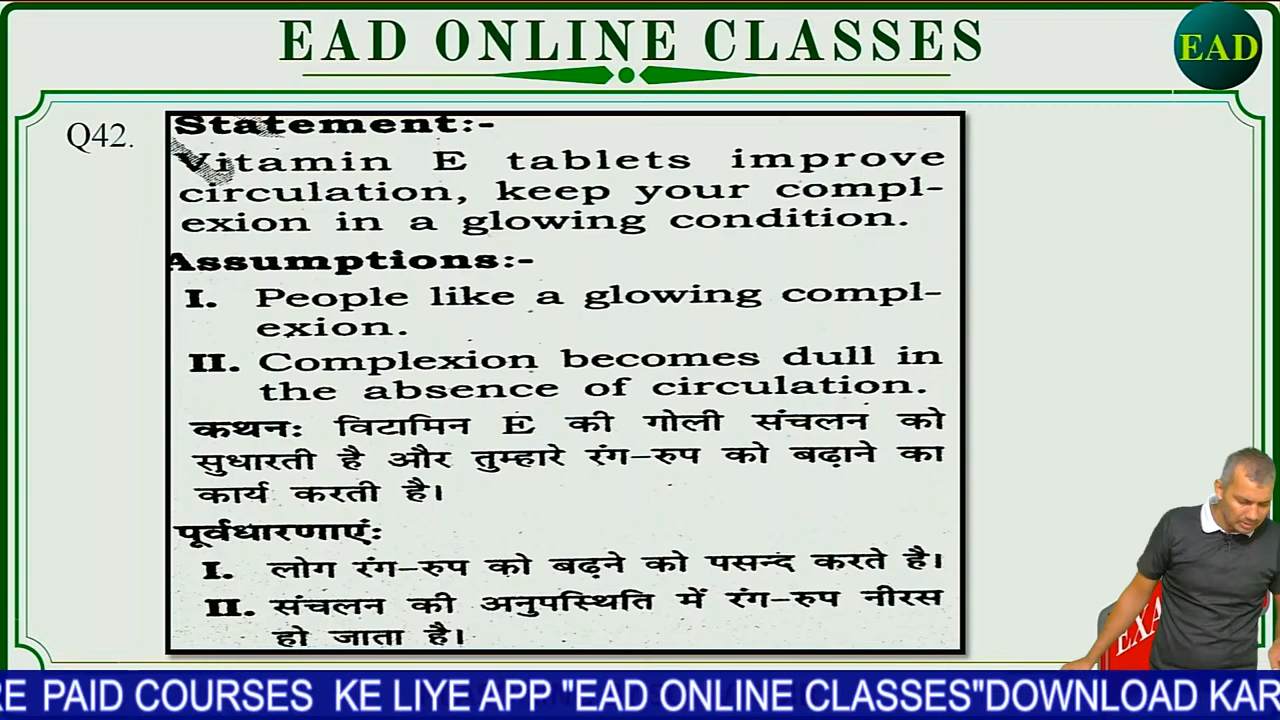 EAD ONLINE CLASSES
EAD
Q42.
Statement:-
Vitamin E tablets improve
circulation, keep your compl-
exion in a glowing condition.
Assumptions:-
I. People like a glowing compl-
exion.
II. Complexion becomes dull in
the absence of circulation.
कथनः विटामिन E की गोली संचलन को
सुधारती है और तुम्हारे रंग-रुप को बढ़ाने का
कार्य करती है।
पूर्वधारणाएंः
I. लोग रंग-रुप को बढ़ने को पसन्द करते है।
II. संचलन की अनुपस्थिति में रंग-रुप नीरस
हो जाता है।
EXA
RE PAID COURSES KE LIYE APP "EAD ONLINE CLASSES"DOWNLOAD KAR